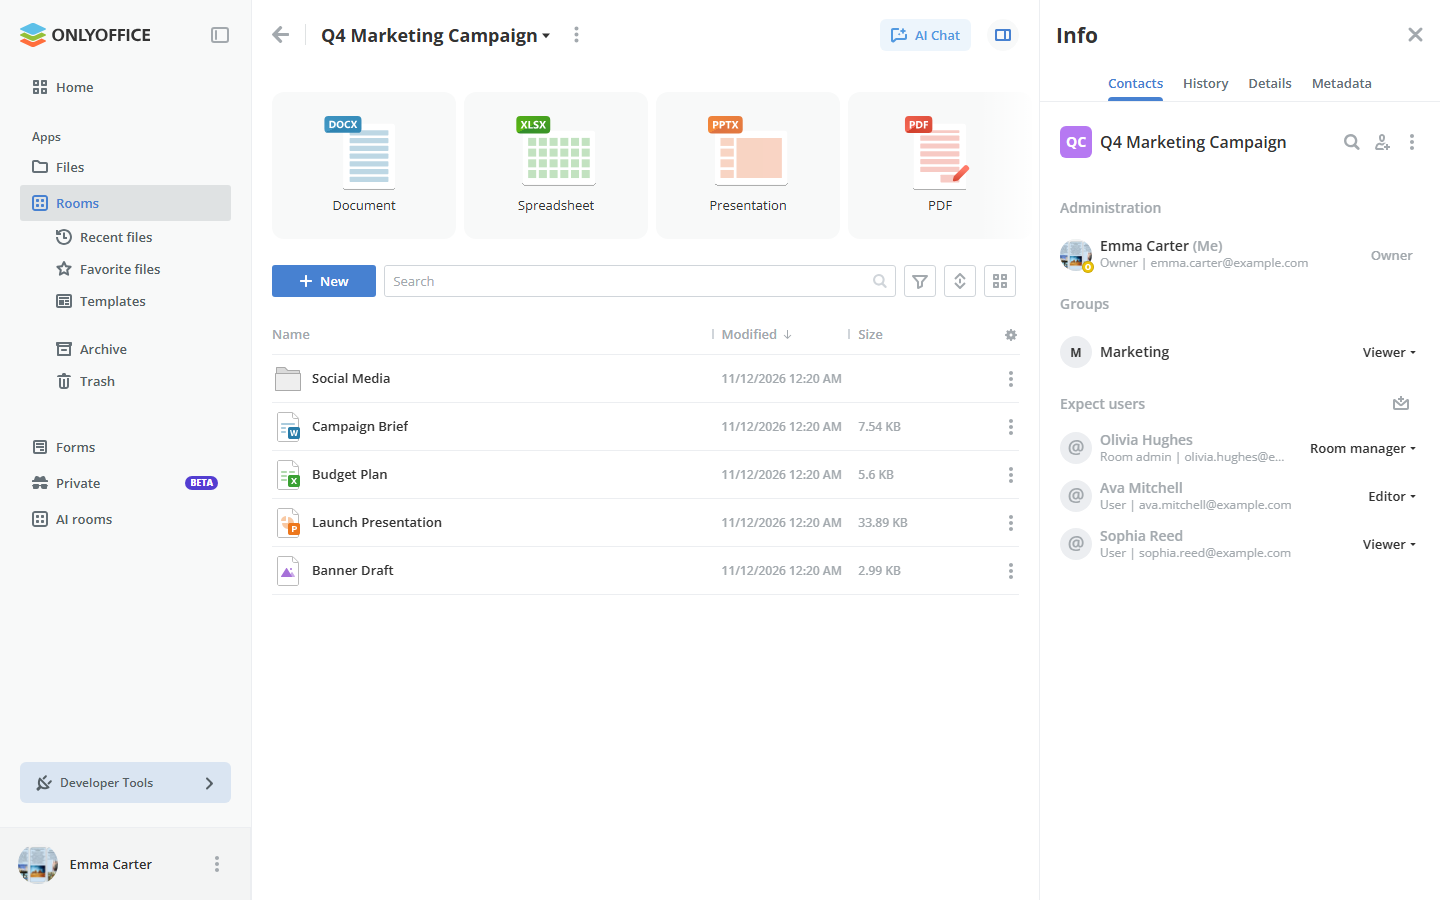 ONLYOFFICE
Home
Apps
Files
Rooms
Recent files
Favorite files
Templates
Archive
Trash
Forms
Private
BETA
AI rooms
Developer Tools
Emma Carter
Q4 Marketing Campaign
AI Chat
DOCX
Document
XLSX
Spreadsheet
PPTX
Presentation
PDF
PDF
New
Search
Name Modified Size
Social Media 11/12/2026 12:20 AM
W
Campaign Brief 11/12/2026 12:20 AM 7.54 KB
X
Budget Plan 11/12/2026 12:20 AM 5.6 KB
P
Launch Presentation 11/12/2026 12:20 AM 33.89 KB
Banner Draft 11/12/2026 12:20 AM 2.99 KB
Info
Contacts History Details Metadata
QC Q4 Marketing Campaign
Administration
Emma Carter (Me)
Owner | emma.carter@example.com
Owner
Groups
M Marketing Viewer
Expect users
@ Olivia Hughes
Room admin | olivia.hughes@e...
Room manager
@ Ava Mitchell
User | ava.mitchell@example.com
Editor
@ Sophia Reed
User | sophia.reed@example.com
Viewer